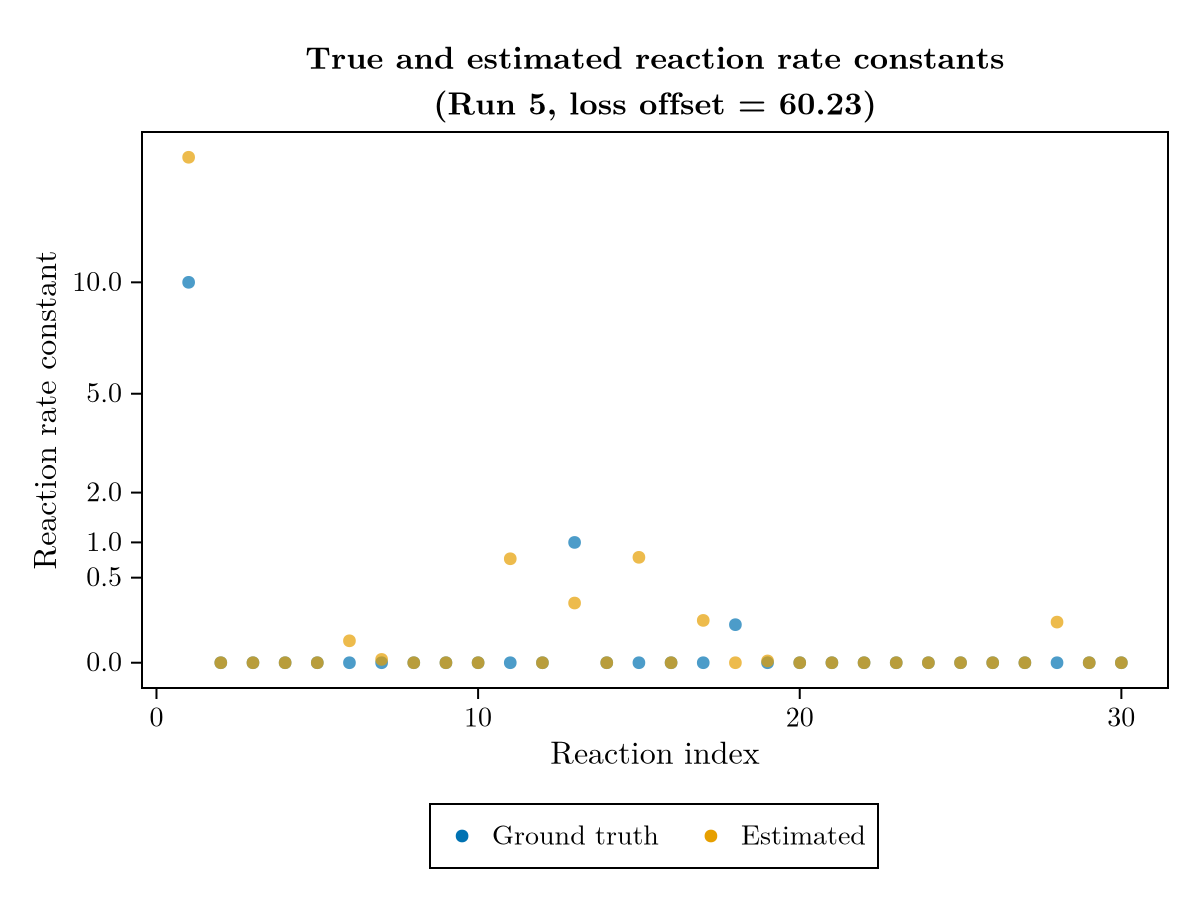 True and estimated reaction rate constants
(Run 5, loss offset = 60.23)
Reaction rate constant
10.0
5.0
2.0
1.0
0.5
0.0
0 10 20 30
Reaction index
Ground truth Estimated